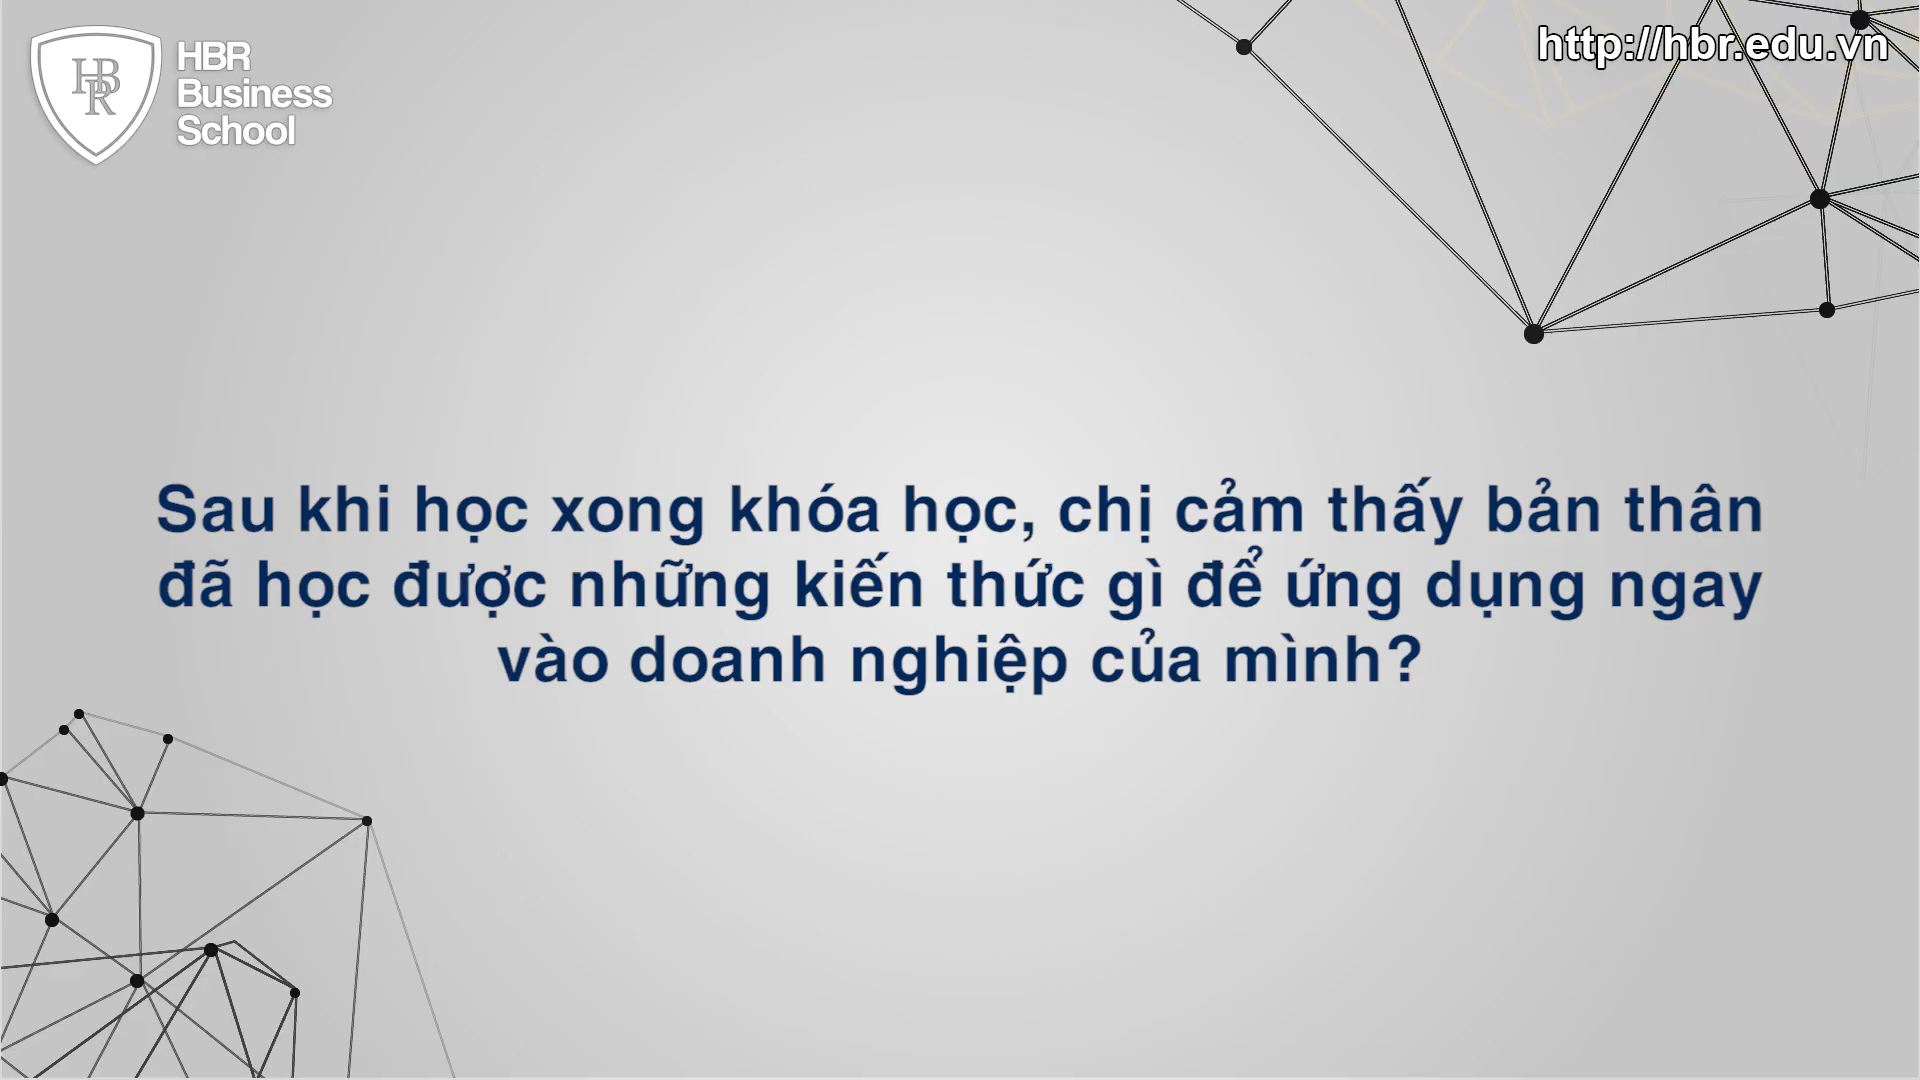 HBR
Business
School
http://hbr.edu.vn
Sau khi học xong khóa học, chị cảm thấy bản thân
đã học được những kiến thức gì để ứng dụng ngay
vào doanh nghiệp của mình?